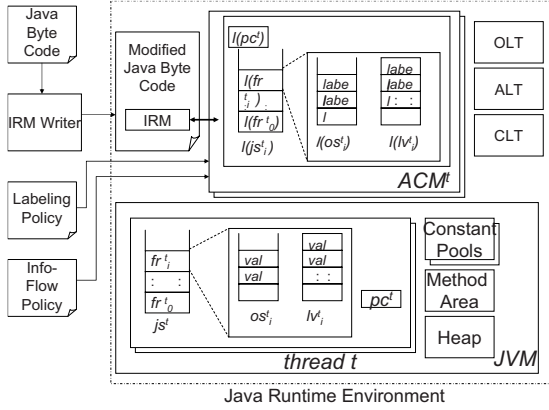 Java
Byte
Code
IRM Writer
Labeling
Policy
Info-
Flow
Policy
Modified
Java Byte
Code
IRM
l(pc^t)
l(fr
^t_i) :
l(fr^t_0)
l(js^t_i)
labe
labe
l
l(os^t_i)
labe
labe
l : :
l(lv^t_i)
ACM^t
OLT
ALT
CLT
fr^t_i
: :
fr^t_0
js^t
val
val
os^t_i
val
val
: :
lv^t_i
pc^t
thread t
Constant
Pools
Method
Area
Heap
JVM
Java Runtime Environment